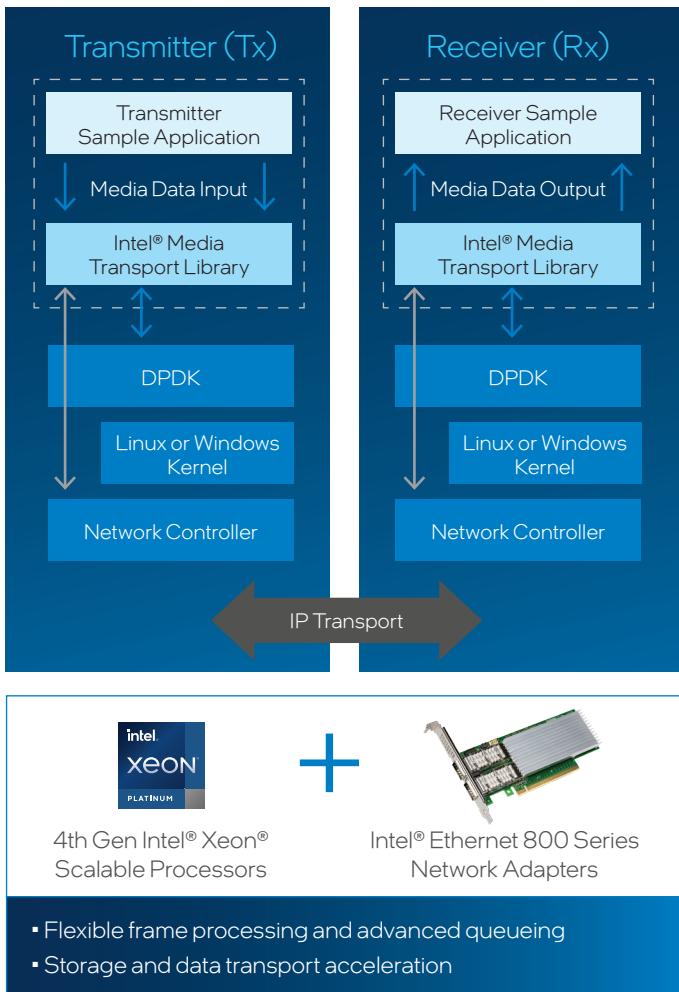 Transmitter (Tx)
Transmitter
Sample Application
Media Data Input
Intel® Media
Transport Library
DPDK
Linux or Windows
Kernel
Network Controller
Receiver (Rx)
Receiver Sample
Application
Media Data Output
Intel® Media
Transport Library
DPDK
Linux or Windows
Kernel
Network Controller
IP Transport
intel.
xeon
PLATINUM
4th Gen Intel® Xeon®
Scalable Processors
Intel® Ethernet 800 Series
Network Adapters
▪ Flexible frame processing and advanced queueing
▪ Storage and data transport acceleration